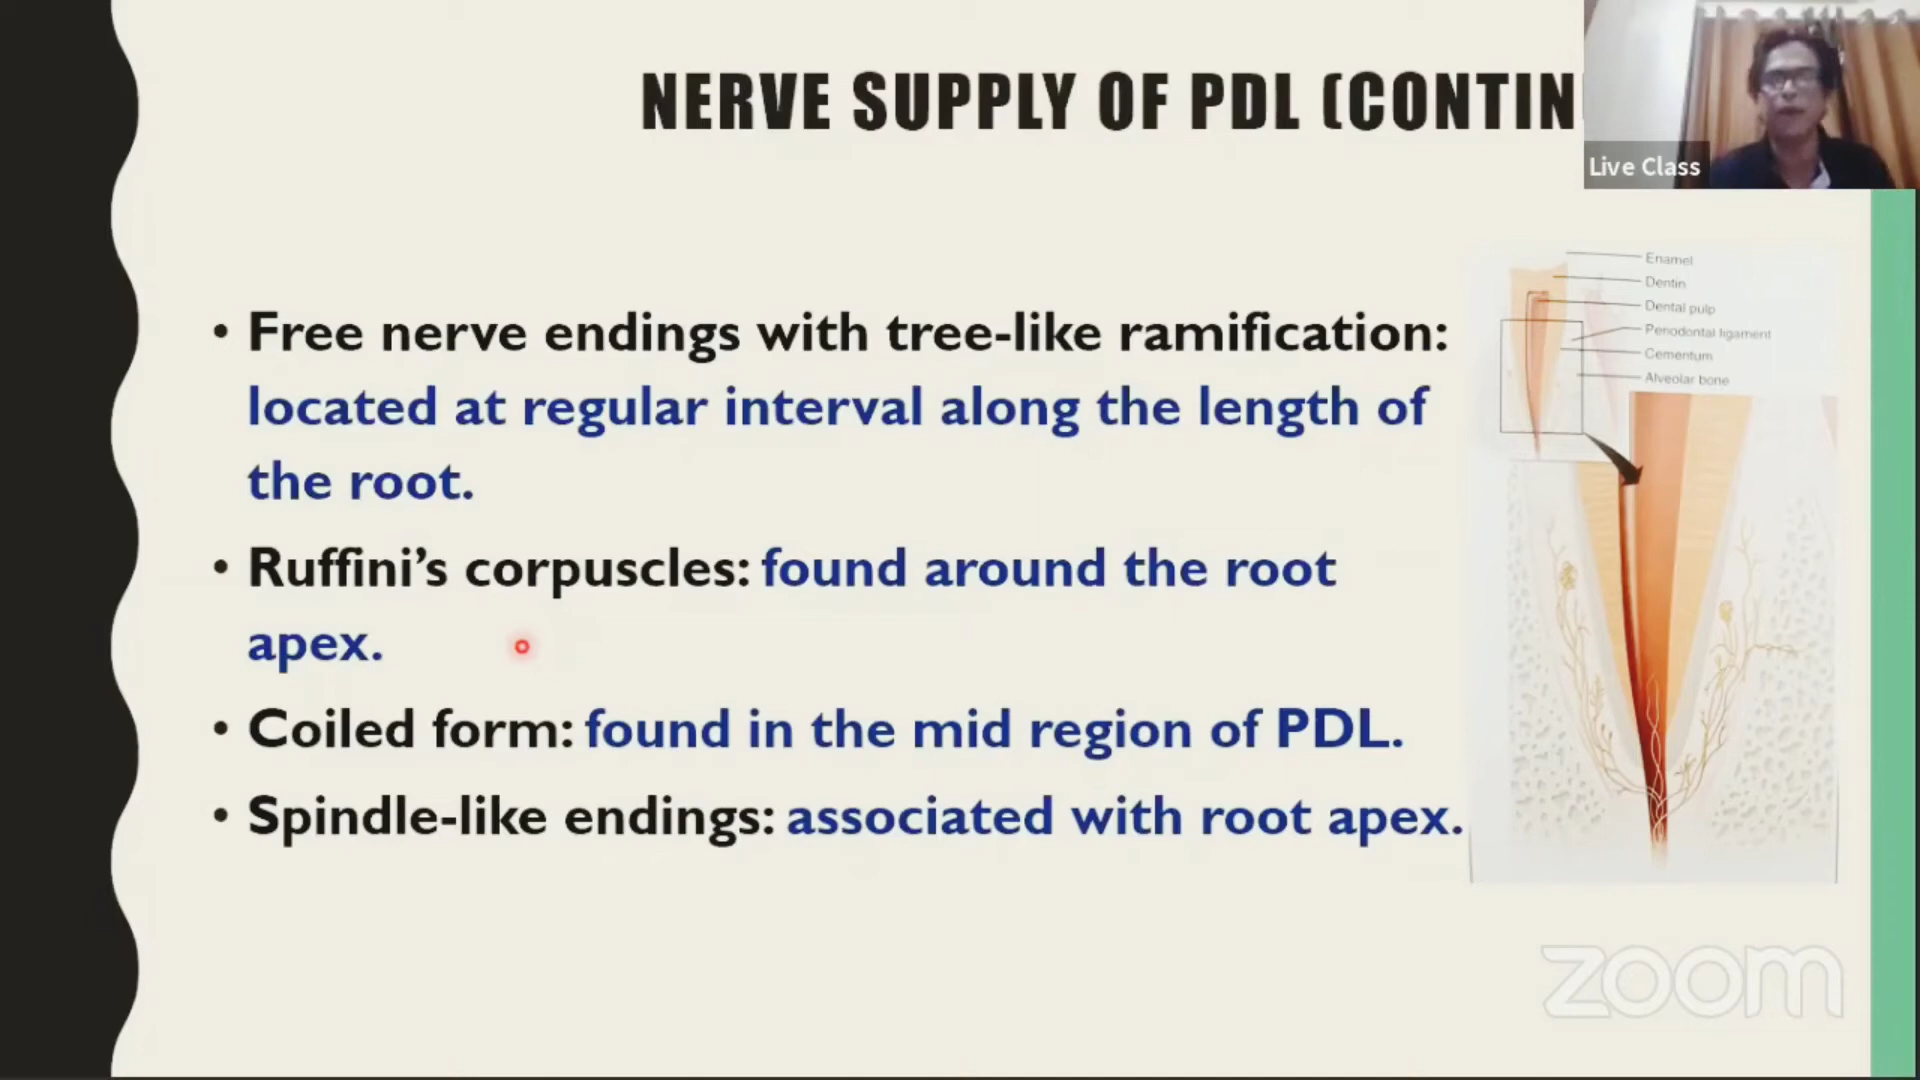 NERVE SUPPLY OF PDL (CONTIN
Live Class
Enamel
Dentin
Dental pulp
Periodontal ligament
Cementum
Alveolar bone
• Free nerve endings with tree-like ramification:
located at regular interval along the length of
the root.
• Ruffini’s corpuscles: found around the root
apex.
• Coiled form: found in the mid region of PDL.
• Spindle-like endings: associated with root apex.
zoom